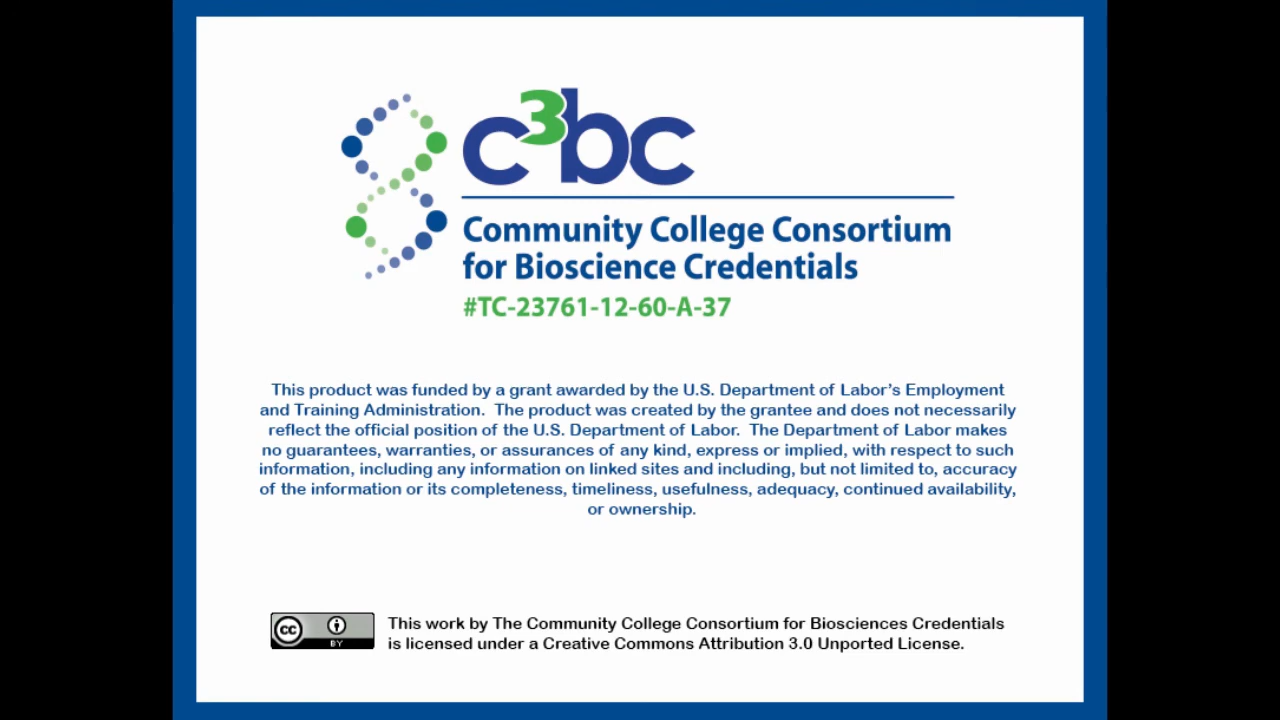 c3bc
Community College Consortium
for Bioscience Credentials
#TC-23761-12-60-A-37
This product was funded by a grant awarded by the U.S. Department of Labor’s Employment
and Training Administration.  The product was created by the grantee and does not necessarily
reflect the official position of the U.S. Department of Labor.  The Department of Labor makes
no guarantees, warranties, or assurances of any kind, express or implied, with respect to such
information, including any information on linked sites and including, but not limited to, accuracy
of the information or its completeness, timeliness, usefulness, adequacy, continued availability,
or ownership.
cc
BY
This work by The Community College Consortium for Biosciences Credentials
is licensed under a Creative Commons Attribution 3.0 Unported License.